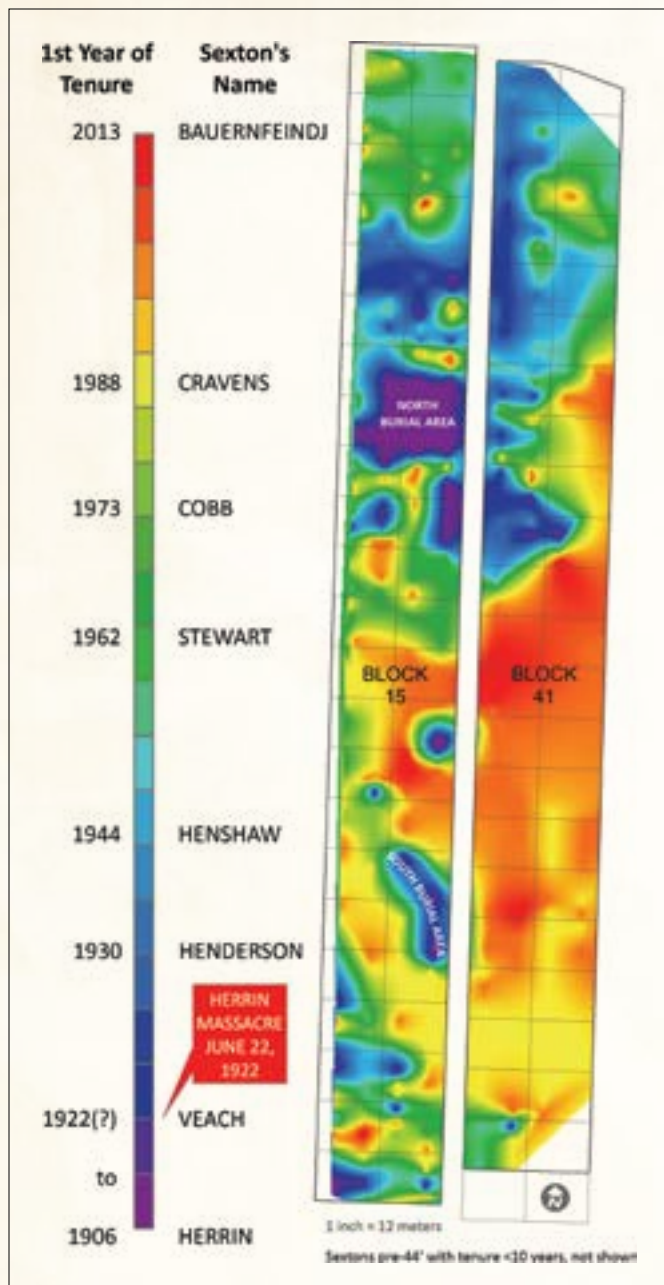 1st Year of Tenure
Sexton's Name
2013 BAUERNFEINDJ
1988 CRAVENS
1973 COBB
1962 STEWART
1944 HENSHAW
1930 HENDERSON
HERRIN
MASSACRE
JUNE 22,
1922
1922(?) VEACH
to
1906 HERRIN
NORTH
BURIAL AREA
BLOCK
15
BLOCK
41
SOUTH BURIAL AREA
1 inch = 12 meters
Sextons pre-44' with tenure <10 years, not shown